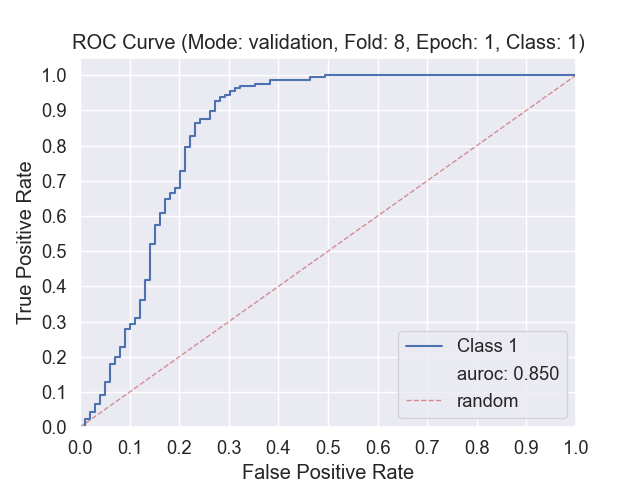 ROC Curve (Mode: validation, Fold: 8, Epoch: 1, Class: 1)
1.0
0.9
0.8
0.7
0.6
0.5
0.4
0.3
0.2
0.1
0.0
True Positive Rate
Class 1
auroc: 0.850
random
0.0 0.1 0.2 0.3 0.4 0.5 0.6 0.7 0.8 0.9 1.0
False Positive Rate